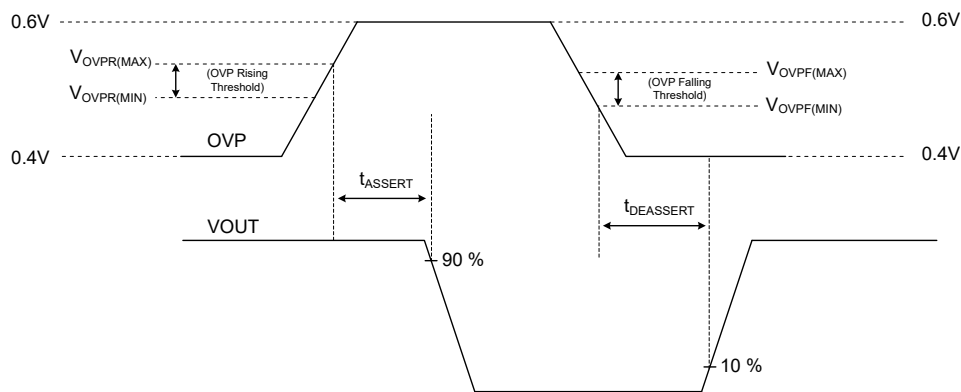 0.6V
0.6V
VOVPR(MAX)
(OVP Rising
Threshold)
VOVPR(MIN)
VOVPF(MAX)
(OVP Falling
Threshold)
VOVPF(MIN)
OVP
0.4V
0.4V
tASSERT
tDEASSERT
VOUT
90 %
10 %